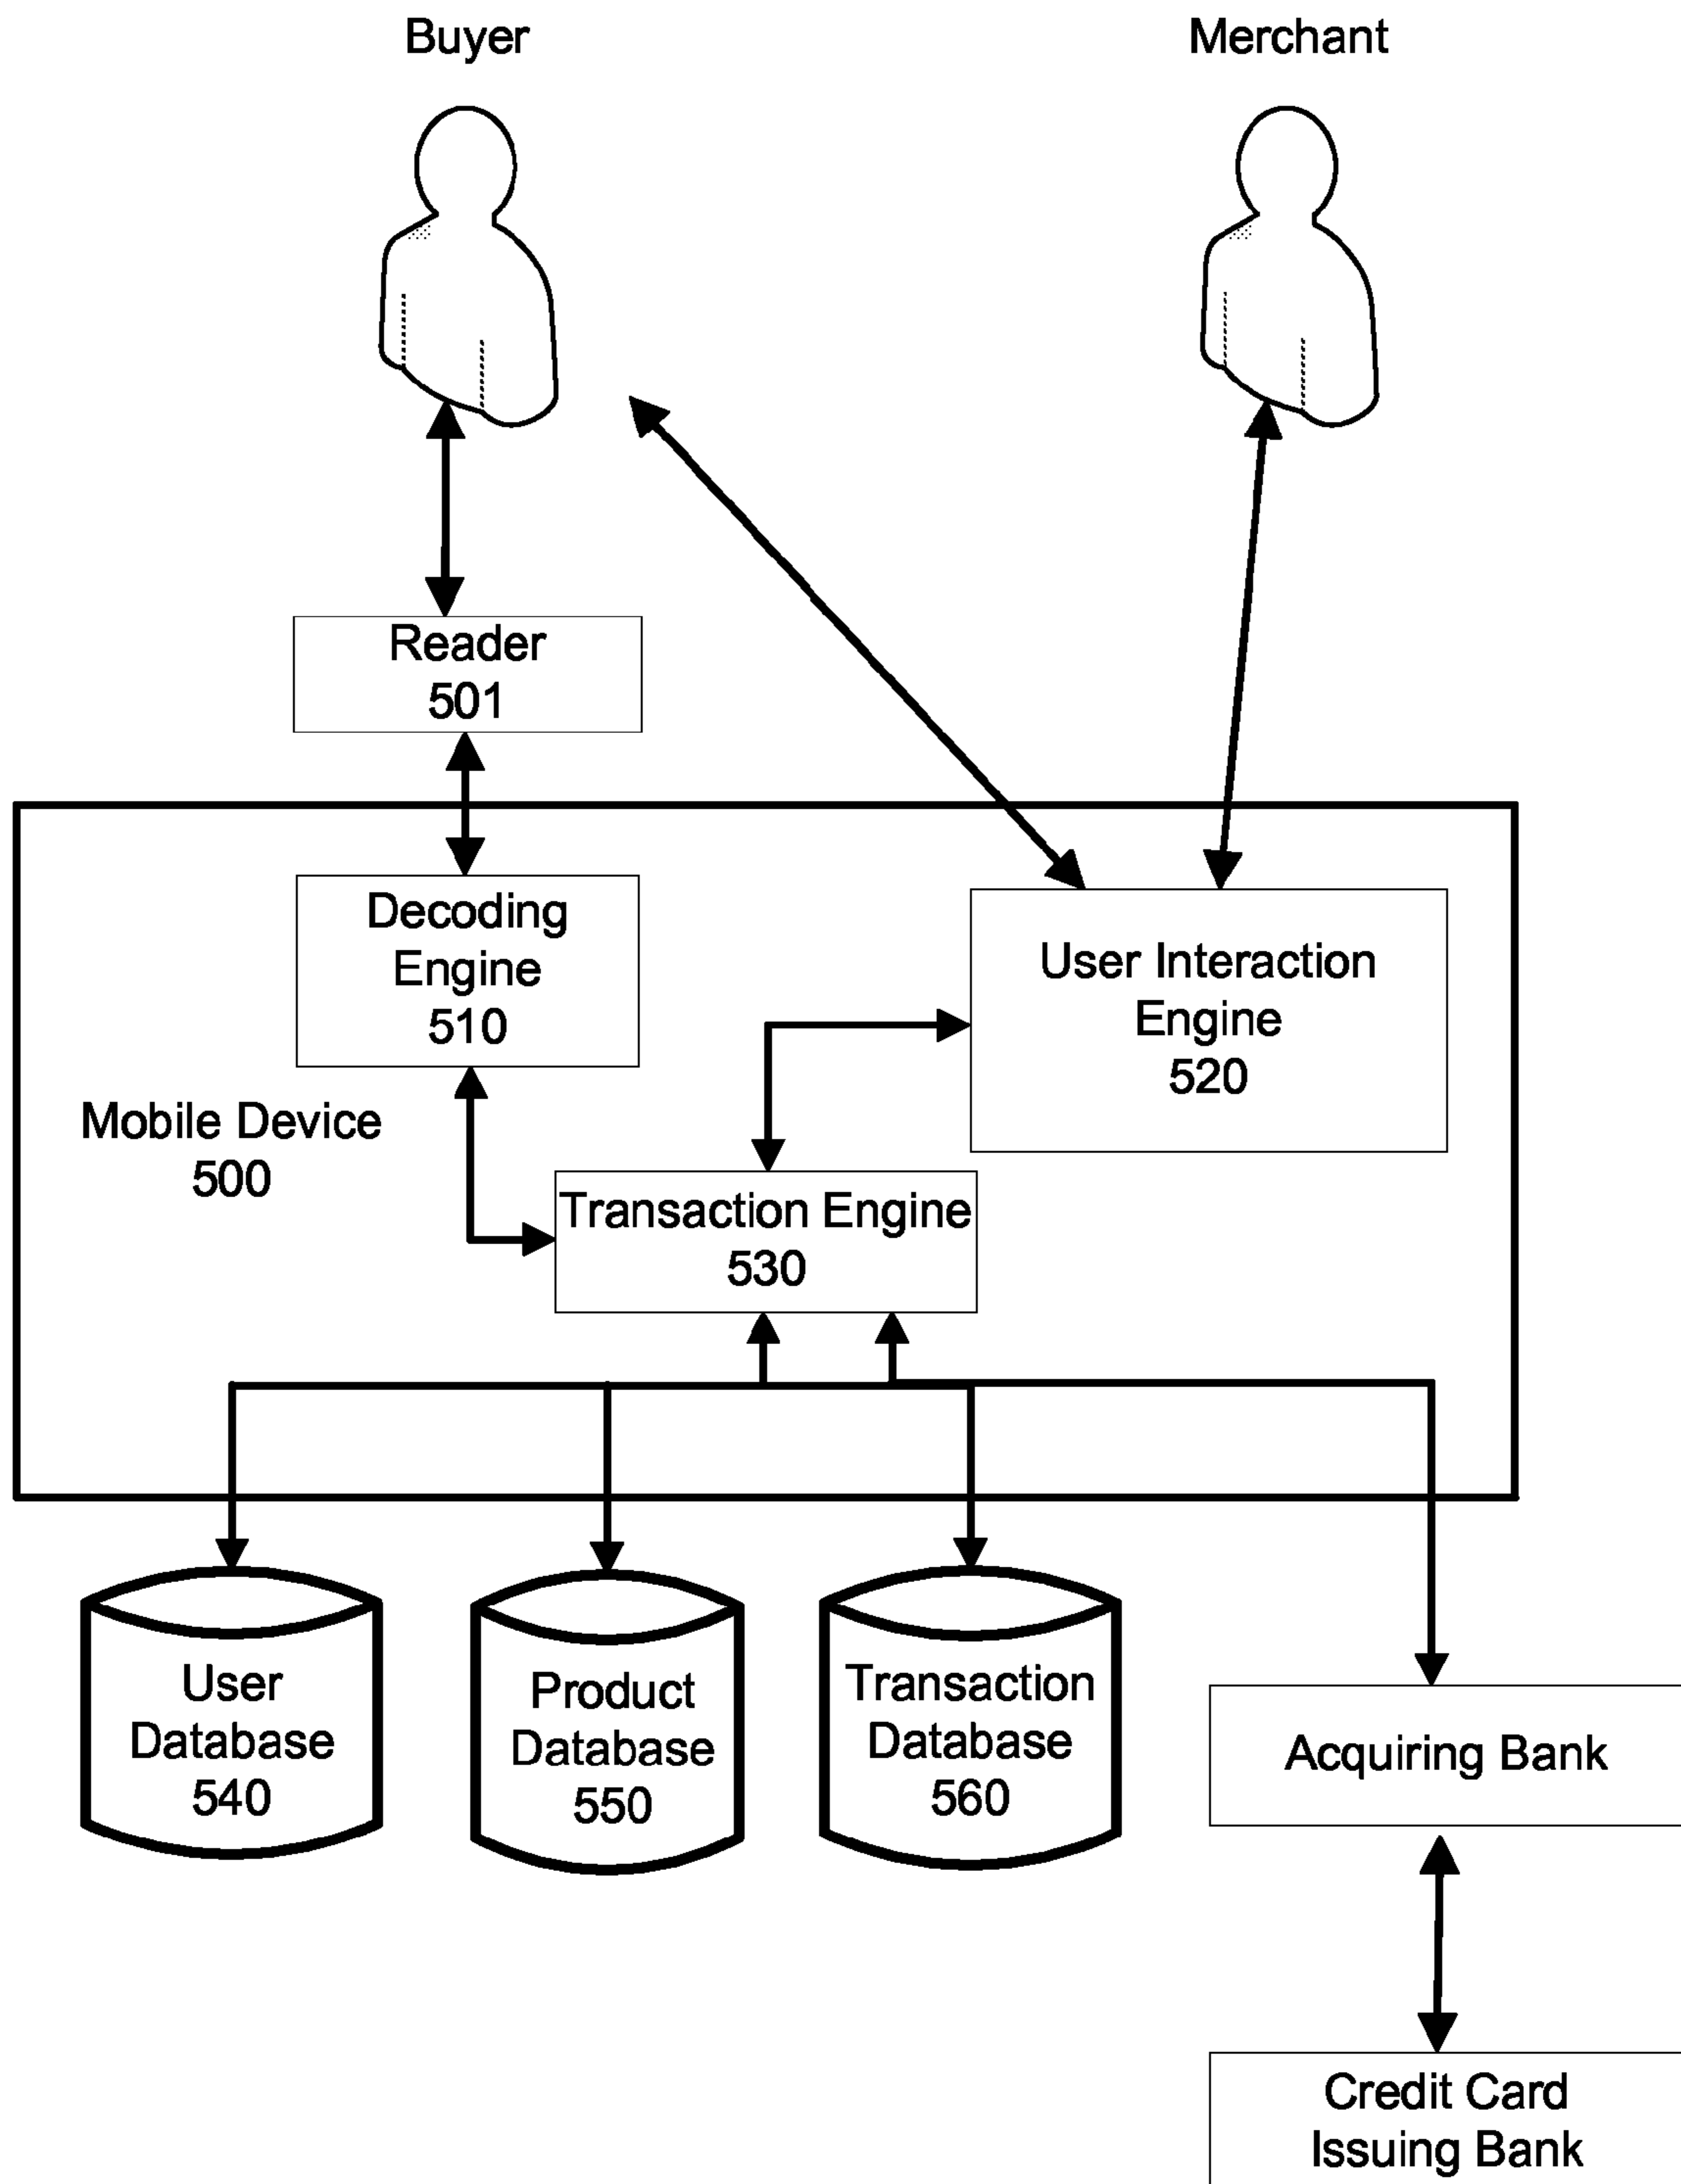 Buyer
Merchant
Reader
501
Decoding
Engine
510
User Interaction
Engine
520
Mobile Device
500
Transaction Engine
530
User
Database
540
Product
Database
550
Transaction
Database
560
Acquiring Bank
Credit Card
Issuing Bank